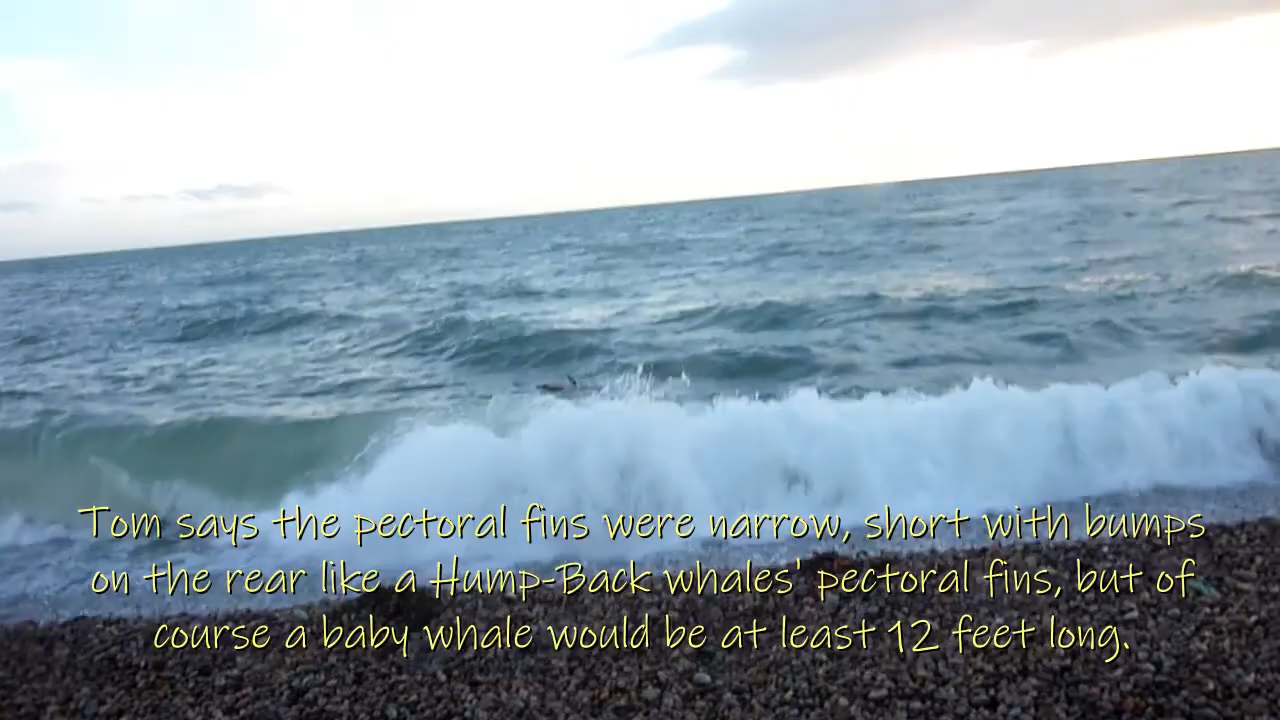 Tom says the pectoral fins were narrow, short with bumps
on the rear like a Hump-Back whales' pectoral fins, but of
course a baby whale would be at least 12 feet long.